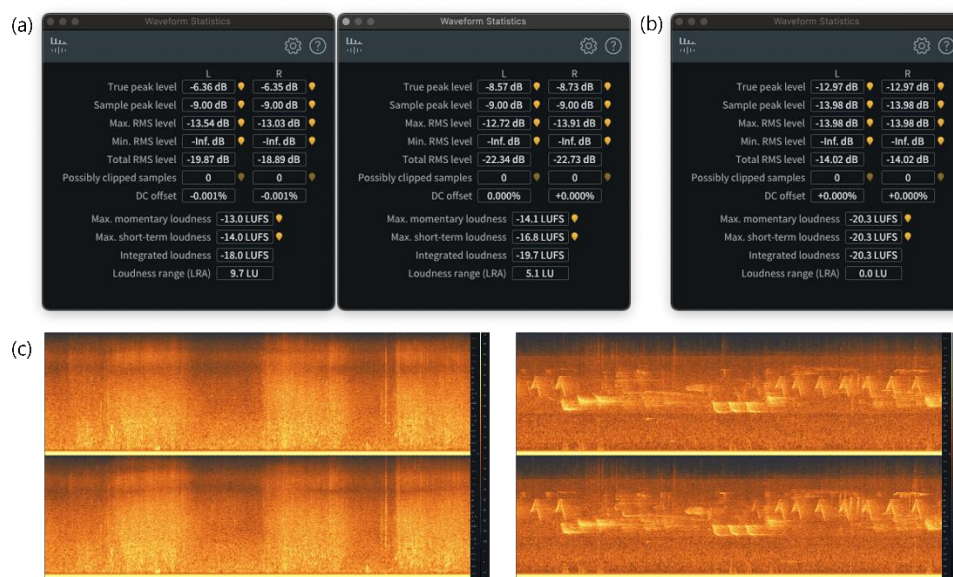 (a)
Waveform Statistics
L R
True peak level -6.36 dB -6.35 dB
Sample peak level -9.00 dB -9.00 dB
Max. RMS level -13.54 dB -13.03 dB
Min. RMS level -Inf. dB -Inf. dB
Total RMS level -19.87 dB -18.89 dB
Possibly clipped samples 0 0
DC offset -0.001% -0.001%
Max. momentary loudness -13.0 LUFS
Max. short-term loudness -14.0 LUFS
Integrated loudness -18.0 LUFS
Loudness range (LRA) 9.7 LU
Waveform Statistics
?
L R
True peak level -8.57 dB -8.73 dB
Sample peak level -9.00 dB -9.00 dB
Max. RMS level -12.72 dB -13.91 dB
Min. RMS level -Inf. dB -Inf. dB
Total RMS level -22.34 dB -22.73 dB
Possibly clipped samples 0 0
DC offset 0.000% +0.000%
Max. momentary loudness -14.1 LUFS
Max. short-term loudness -16.8 LUFS
Integrated loudness -19.7 LUFS
Loudness range (LRA) 5.1 LU
(b)
Waveform Statistics
?
L R
True peak level -12.97 dB -12.97 dB
Sample peak level -13.98 dB -13.98 dB
Max. RMS level -13.98 dB -13.98 dB
Min. RMS level -Inf. dB -Inf. dB
Total RMS level -14.02 dB -14.02 dB
Possibly clipped samples 0 0
DC offset +0.000% +0.000%
Max. momentary loudness -20.3 LUFS
Max. short-term loudness -20.3 LUFS
Integrated loudness -20.3 LUFS
Loudness range (LRA) 0.0 LU
(c)